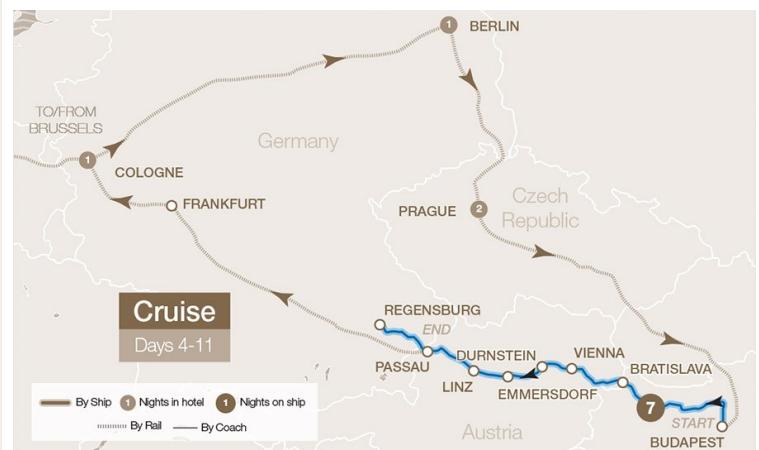 BERLIN
1
TO/FROM
BRUSSELS
Germany
1
COLOGNE
FRANKFURT
Czech
Republic
PRAGUE
2
Cruise
Days 4-11
REGENSBURG
END
PASSAU
DURNSTEIN
VIENNA
LINZ
EMMERSDORF
BRATISLAVA
7
START
BUDAPEST
Austria
By Ship
1
Nights in hotel
1
Nights on ship
By Rail
By Coach